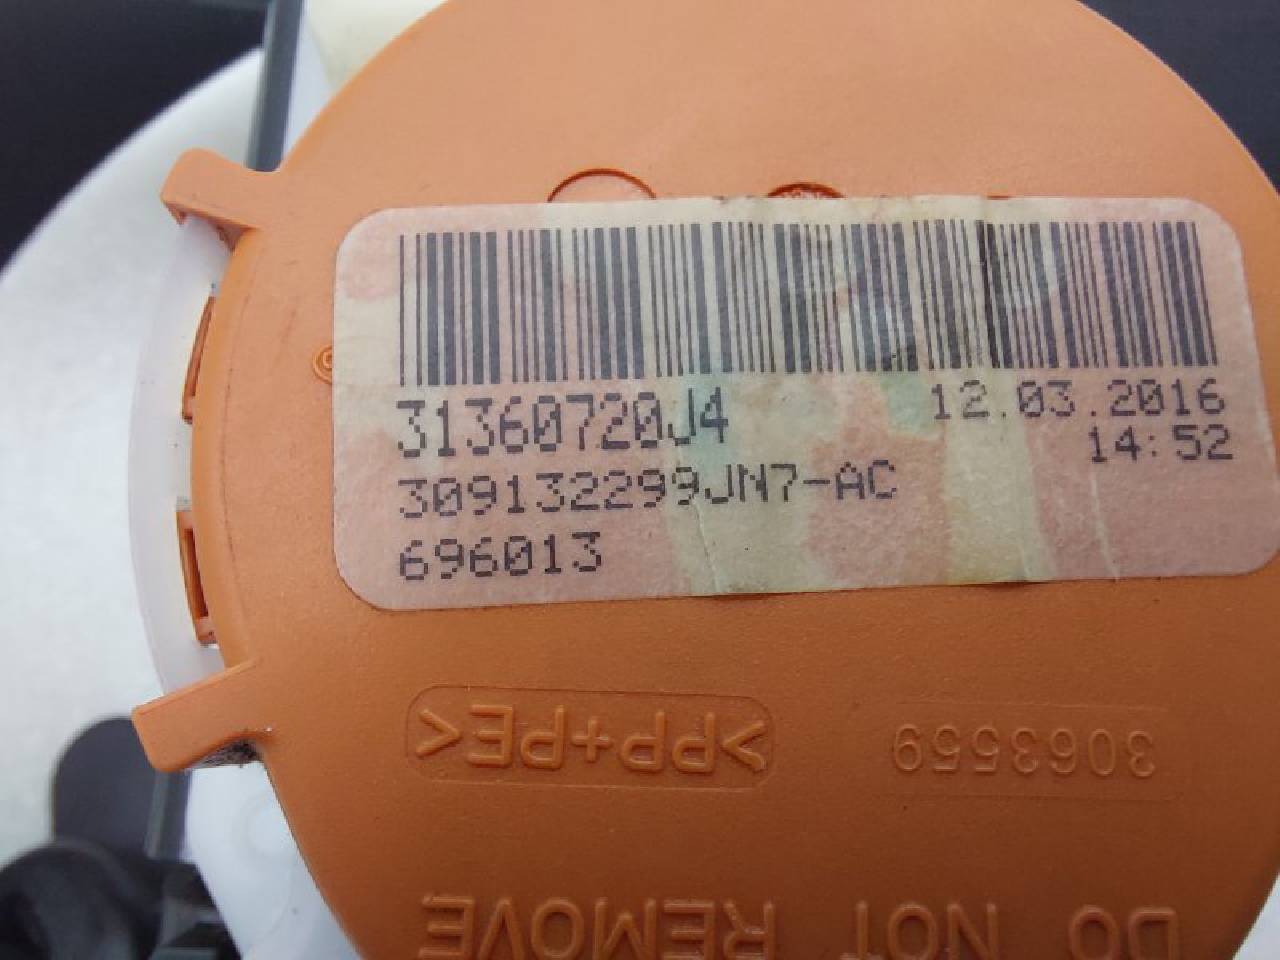 31360720J4
12.03.2016
14:52
309132299JN7-AC
696013
>PP+PE<
3063559
DO NOT REMOVE